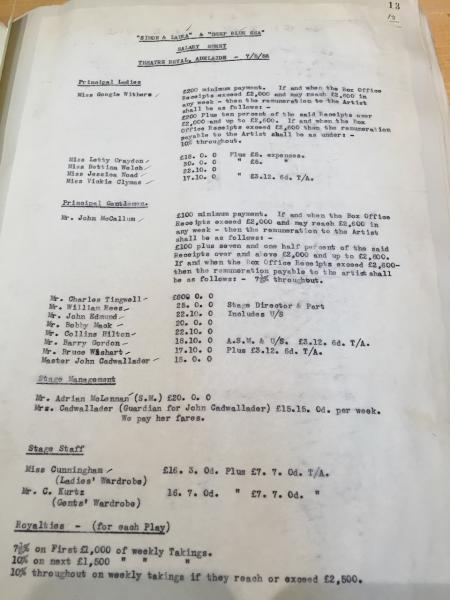 13
13
"SIMON & LAURA" & "DEEP BLUE SEA"
SALARY SHEET
THEATRE ROYAL, ADELAIDE - 7/5/55
Principal Ladies
Miss Googie Withers
£200 minimum payment. If and when the Box Office
Receipts exceed £2,000 and may reach £2,600 in
any week - then the remuneration to the Artist
shall be as follows: -
£200 Plus ten percent of the said Receipts over
£2,000 and up to £2,600. If and when the Box
Office Receipts exceed £2,600 then the remuneration
payable to the Artist shall be as under: -
10% throughout.
Miss Letty Craydon £18. 0. 0 Plus £5. expenses.
Miss Bettina Welch 30. 0. 0 " £5. "
Miss Jessica Noad 22.10. 0
Miss Vickie Clymas 17.10. 0 " £3.12. 6d. T/A.
Principal Gentlemen.
Mr. John McCallum
£100 minimum payment. If and when the Box Office
Receipts exceed £2,000 and may reach £2,600 in
any week - then the remuneration to the Artist
shall be as follows: -
£100 plus seven and one half percent of the said
Receipts over and above £2,000 and up to £2,600.
If and when the Box Office Receipts exceed £2,600-
then the remuneration payable to the artist shall
be as follows: - 7½% throughout.
Mr. Charles Tingwell 0. 0
Mr. William Rees 25. 0. 0 Stage Director & Part
Mr. John Edmund 22.10. 0 Includes U/S
Mr. Bobby Mack 20. 0. 0
Mr. Collins Hilton 22.10. 0
Mr. Barry Gordon 18.10. 0 A.S.M. & U/S. £3.12. 6d. T/A.
Mr. Bruce Wishart 17.10. 0 Plus £3.12. 6d. T/A.
Master John Cadwallader 15. 0. 0
Stage Management
Mr. Adrian McLennan (S.M.) £20. 0. 0
Mrs. Cadwallader (Guardian for John Cadwallader) £15.15. 0d. per week.
We pay her fares.
Stage Staff
Miss Cunningham £16. 3. 0d. Plus £7. 7. 0d. T/A.
(Ladies' Wardrobe)
Mr. C. Kurtz 16. 7. 0d. " £7. 7. 0d. "
(Gents' Wardrobe)
Royalties - (for each Play)
7½% on First £1,000 of weekly Takings.
10% on next £1,500 " " "
10% throughout on weekly takings if they reach or exceed £2,500.